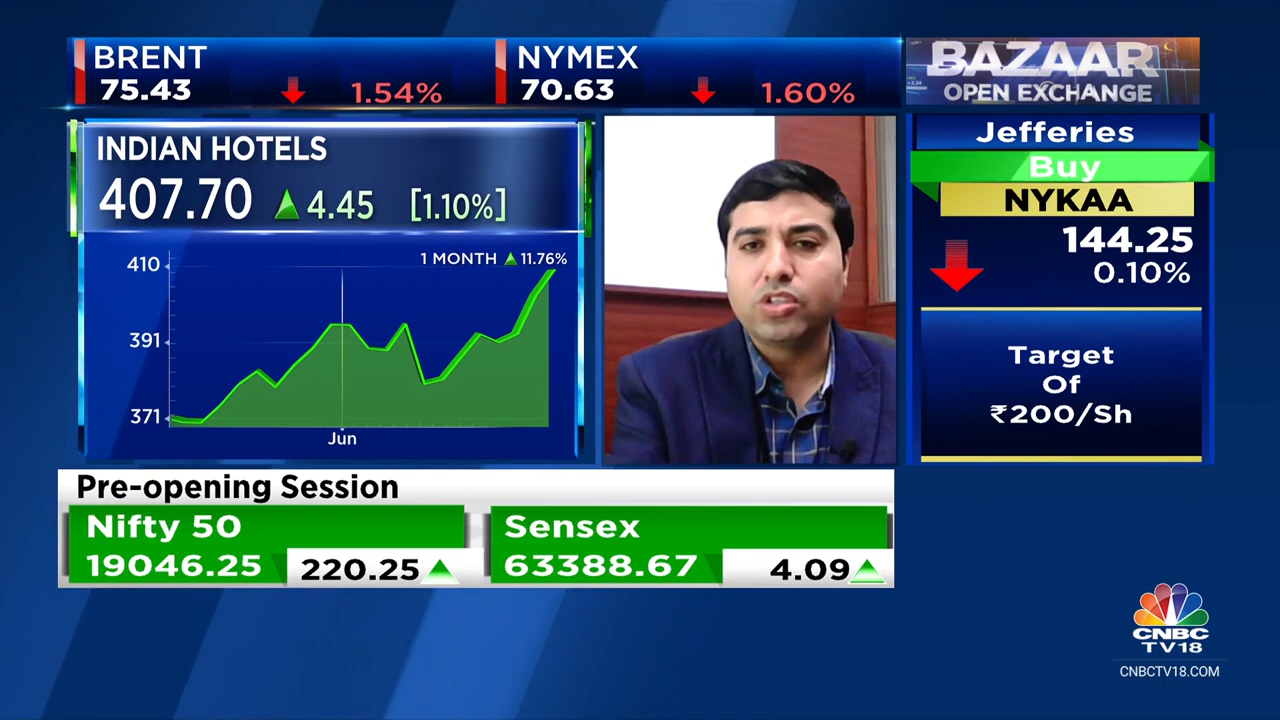 BRENT
75.43 1.54%
NYMEX
70.63 1.60%
BAZAAR
OPEN EXCHANGE
INDIAN HOTELS
407.70 4.45 [1.10%]
1 MONTH 11.76%
410
391
371
Jun
Jefferies
Buy
NYKAA
144.25
0.10%
Target
Of
₹200/Sh
Pre-opening Session
Nifty 50
19046.25 220.25
Sensex
63388.67 4.09
CNBC
TV18
CNBCTV18.COM